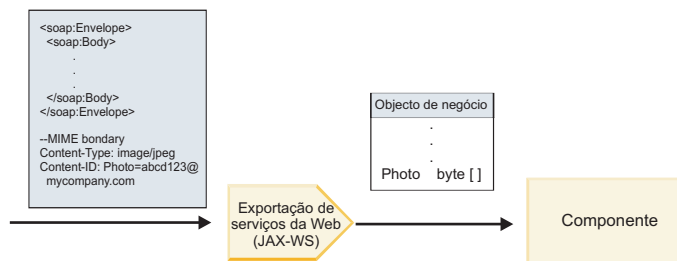 <soap:Envelope>
<soap:Body>
.
.
.
</soap:Body>
</soap:Envelope>
--MIME bondary
Content-Type: image/jpeg
Content-ID: Photo=abcd123@
mycompany.com
Exportação de
serviços da Web
(JAX-WS)
Objecto de negócio
.
.
.
Photo byte [ ]
Componente